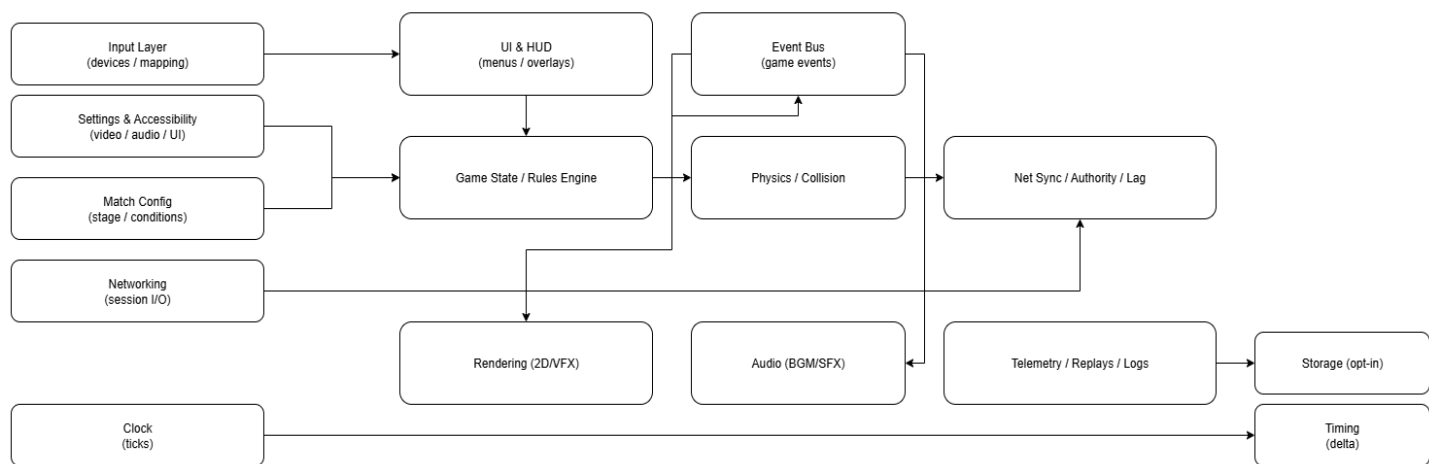 Input Layer
(devices / mapping)
UI & HUD
(menus / overlays)
Event Bus
(game events)
Settings & Accessibility
(video / audio / UI)
Game State / Rules Engine
Physics / Collision
Net Sync / Authority / Lag
Match Config
(stage / conditions)
Networking
(session I/O)
Rendering (2D/VFX)
Audio (BGM/SFX)
Telemetry / Replays / Logs
Storage (opt-in)
Clock
(ticks)
Timing
(delta)